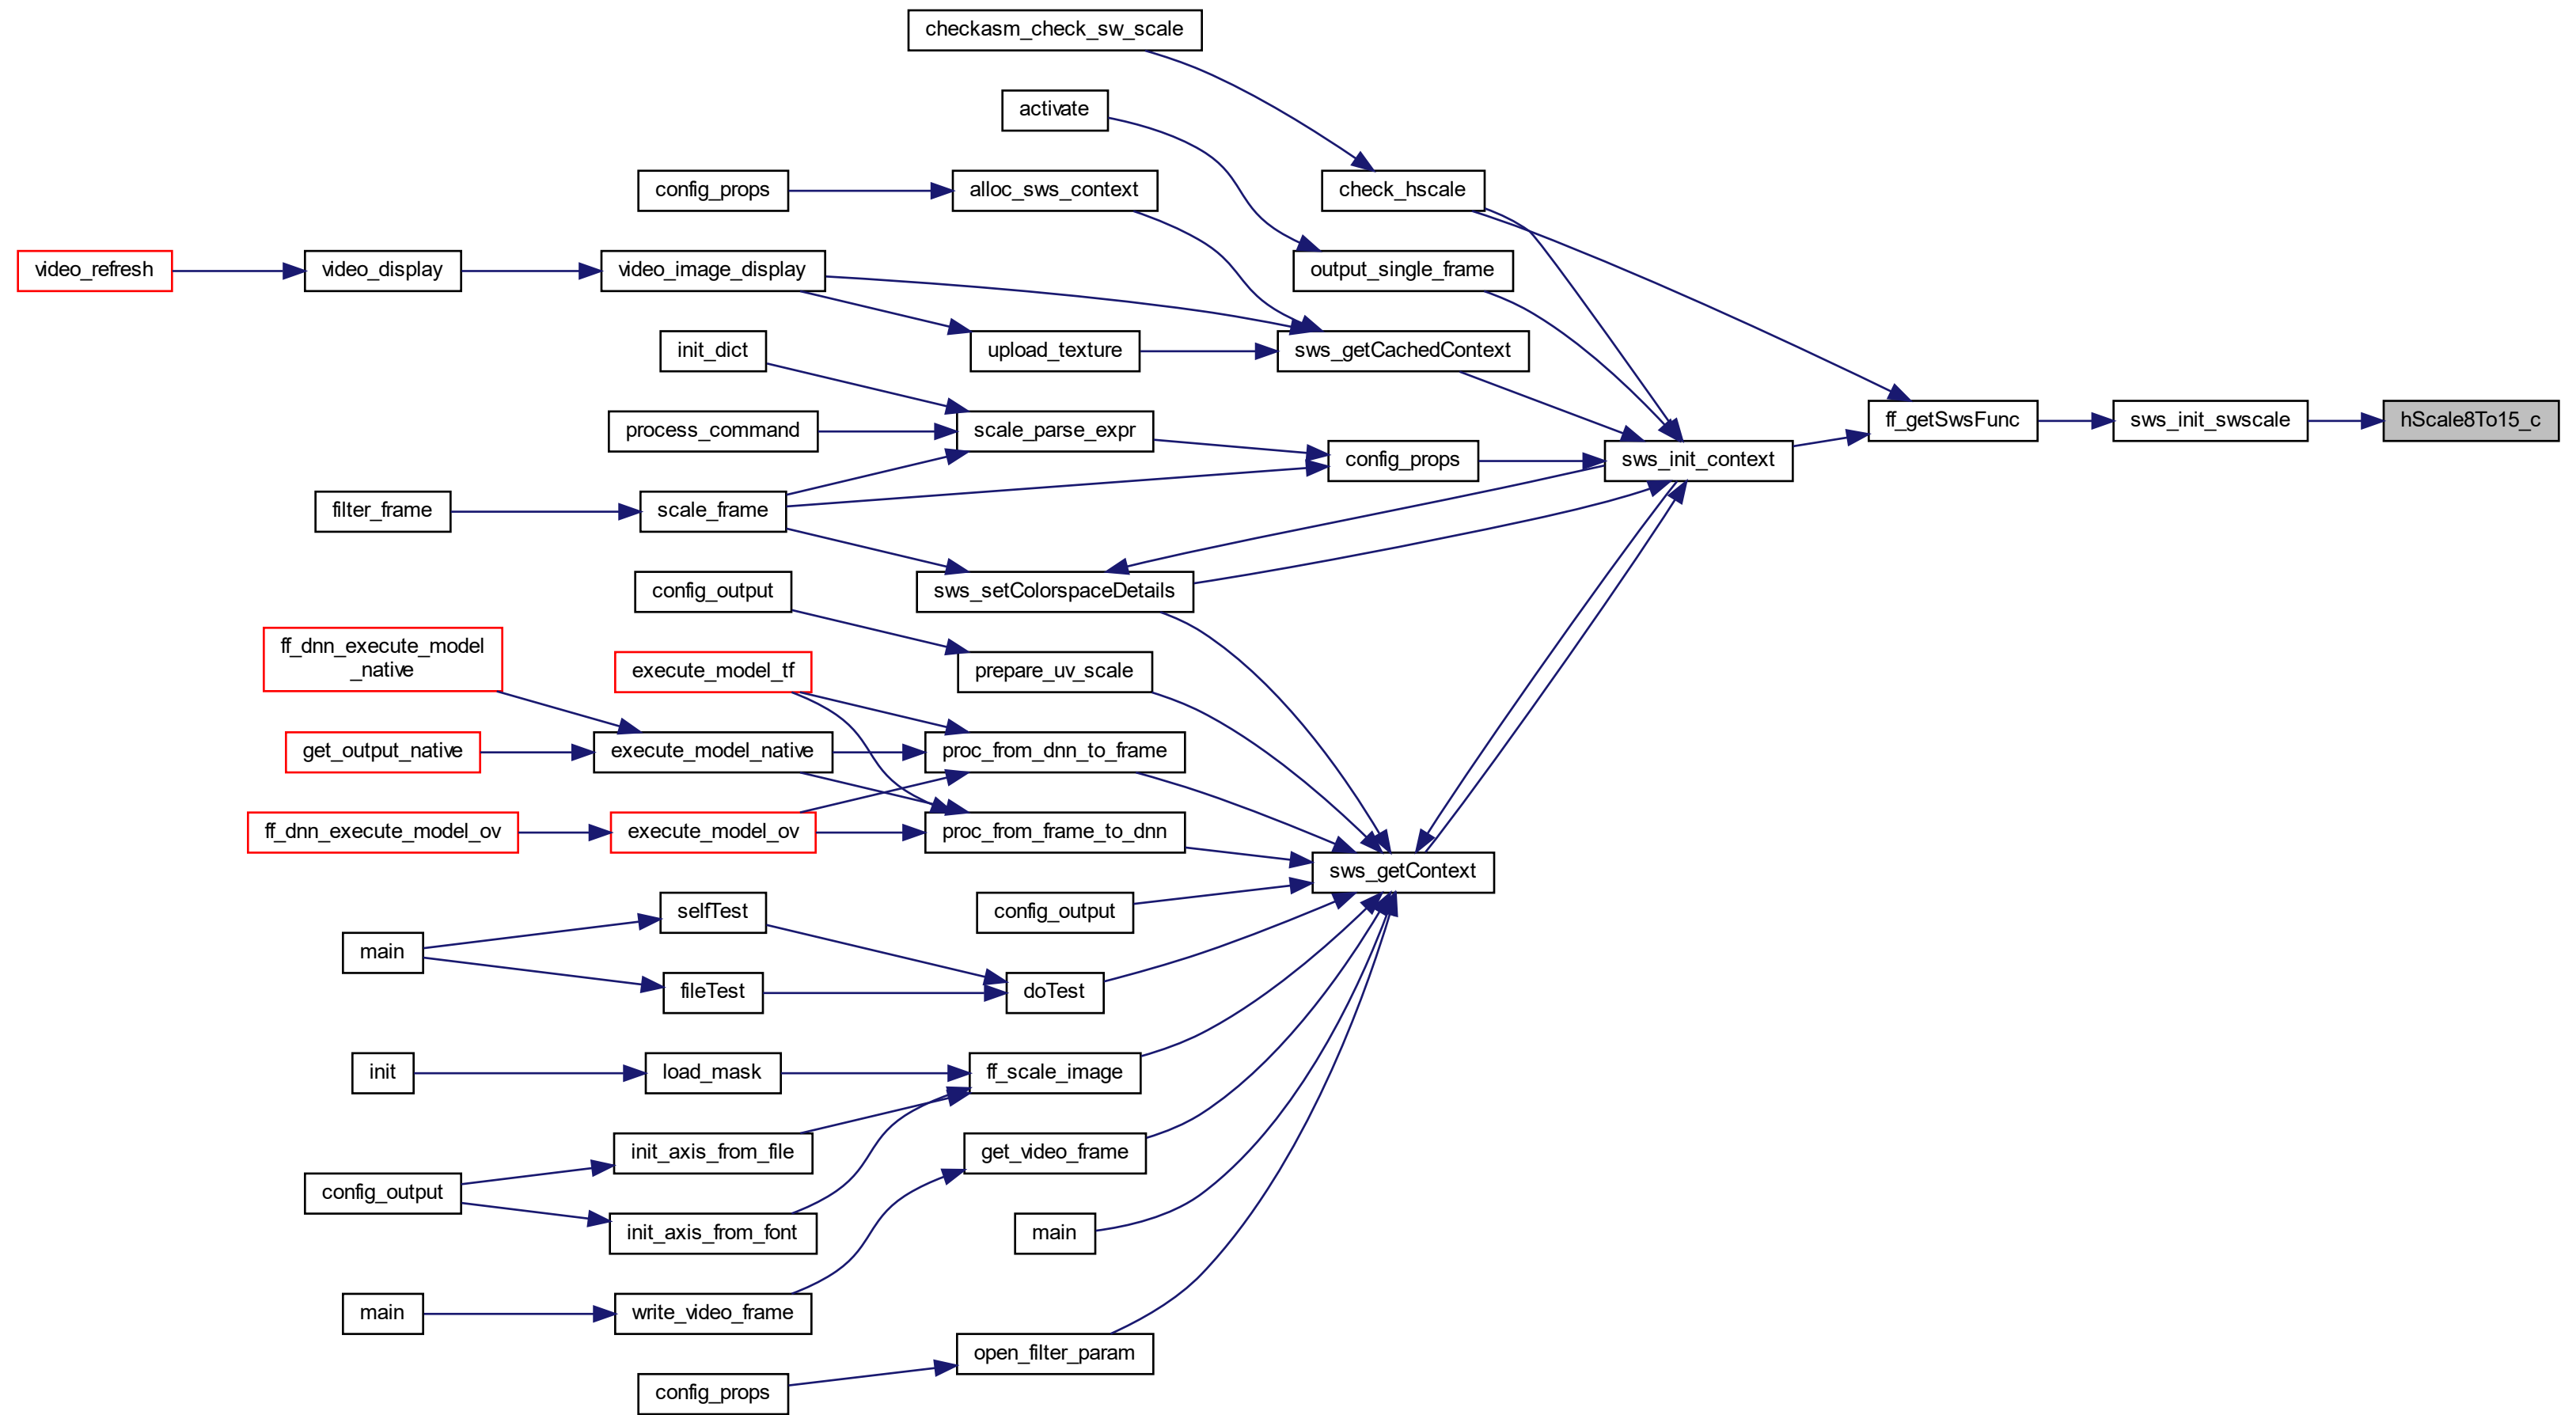 checkasm_check_sw_scale
activate
config_props
alloc_sws_context
check_hscale
video_refresh
video_display
video_image_display
output_single_frame
init_dict
upload_texture
sws_getCachedContext
process_command
scale_parse_expr
config_props
sws_init_context
ff_getSwsFunc
sws_init_swscale
hScale8To15_c
filter_frame
scale_frame
config_output
sws_setColorspaceDetails
ff_dnn_execute_model
_native
execute_model_tf
prepare_uv_scale
get_output_native
execute_model_native
proc_from_dnn_to_frame
ff_dnn_execute_model_ov
execute_model_ov
proc_from_frame_to_dnn
sws_getContext
selfTest
config_output
main
fileTest
doTest
init
load_mask
ff_scale_image
init_axis_from_file
get_video_frame
config_output
init_axis_from_font
main
main
write_video_frame
open_filter_param
config_props